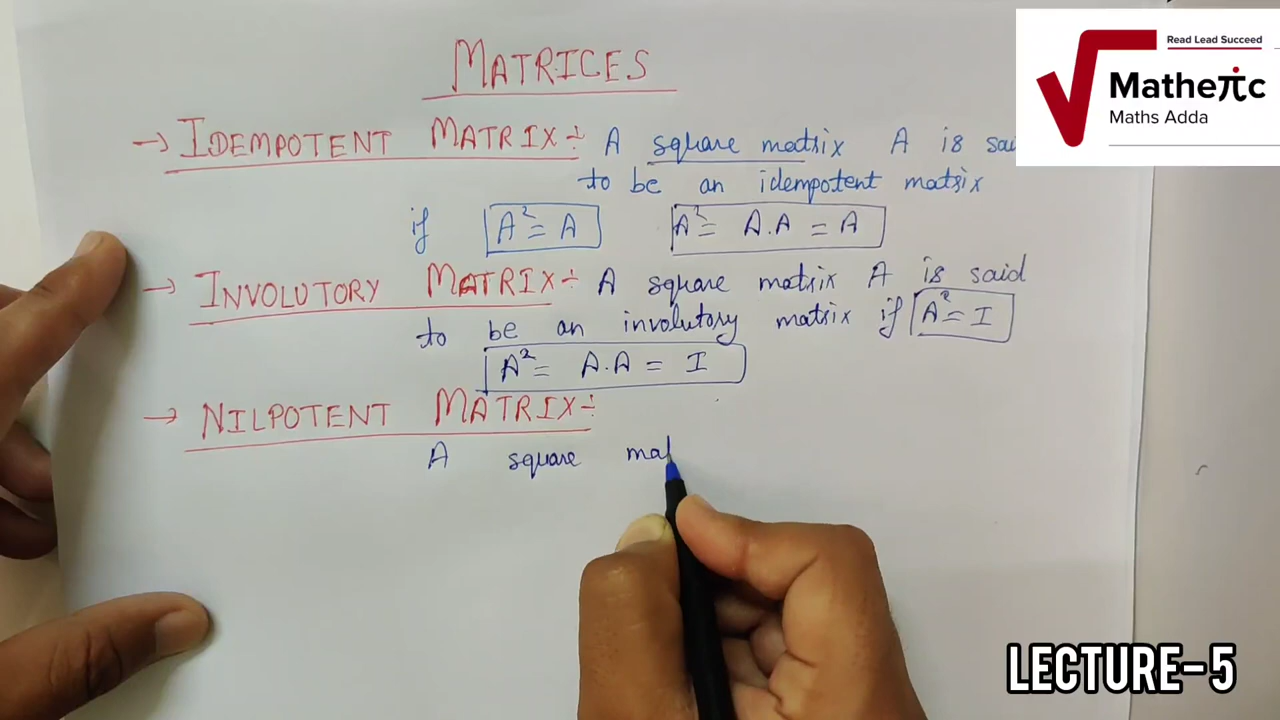 MATRICES
→ IDEMPOTENT MATRIX÷ A square matrix A is sai
to be an idempotent matrix
if A² = A A² = A.A = A
→ INVOLUTORY MATRIX÷ A square matrix A is said
to be an involutory matrix if A² = I
A² = A.A = I
→ NILPOTENT MATRIX÷
A square mat
Read Lead Succeed
Matheπc
Maths Adda
LECTURE-5